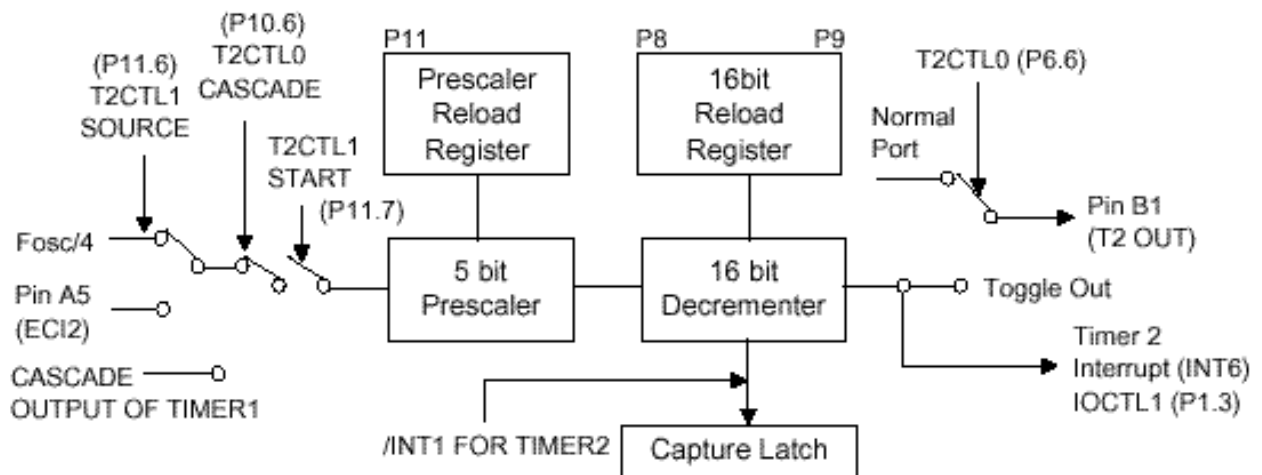 (P11.6)
T2CTL1
SOURCE
(P10.6)
T2CTL0
CASCADE
T2CTL1
START
(P11.7)
Fosc/4
Pin A5
(ECI2)
CASCADE
OUTPUT OF TIMER1
P11
Prescaler
Reload
Register
5 bit
Prescaler
P8 P9
16bit
Reload
Register
16 bit
Decrementer
/INT1 FOR TIMER2
Capture Latch
T2CTL0 (P6.6)
Normal
Port
Pin B1
(T2 OUT)
Toggle Out
Timer 2
Interrupt (INT6)
IOCTL1 (P1.3)